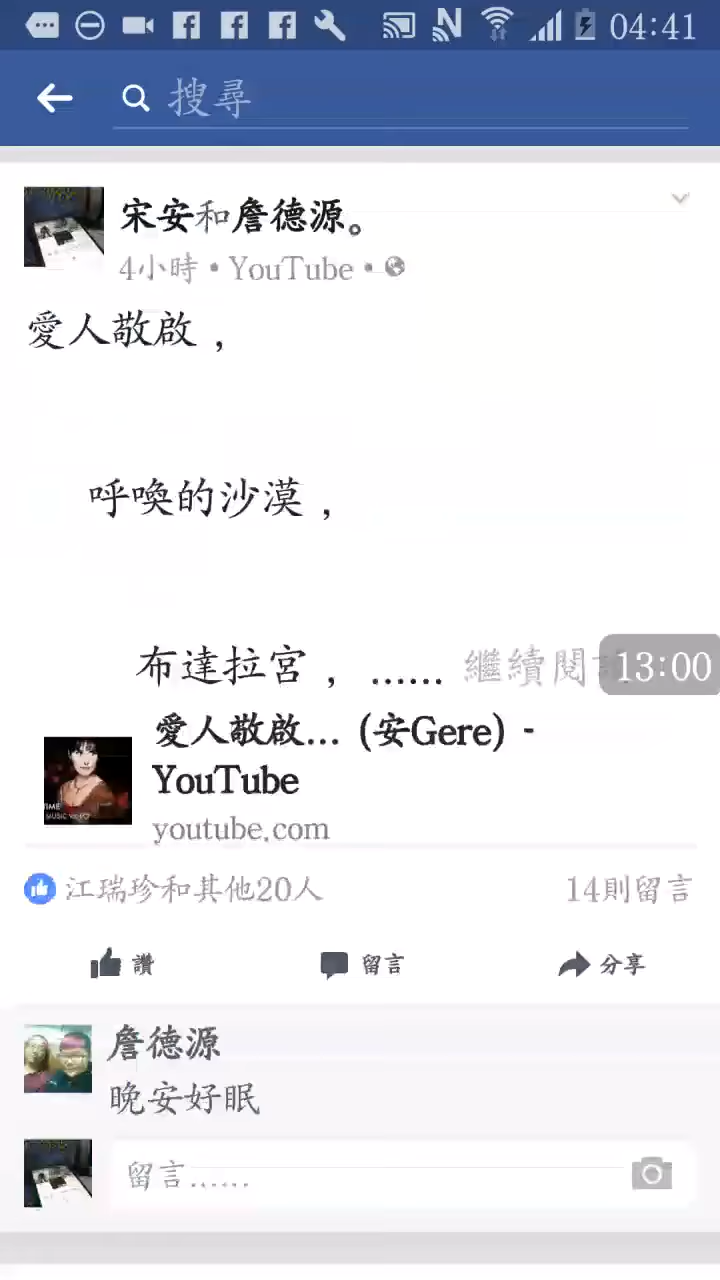 04:41
搜尋
宋安和詹德源。
4小時 • YouTube •
愛人敬啟，
呼喚的沙漠，
布達拉宮，…… 繼續閱
13:00
愛人敬啟... (安Gere) -
YouTube
youtube.com
江瑞珍和其他20人 14則留言
讚 留言 分享
詹德源
晚安好眠
留言......